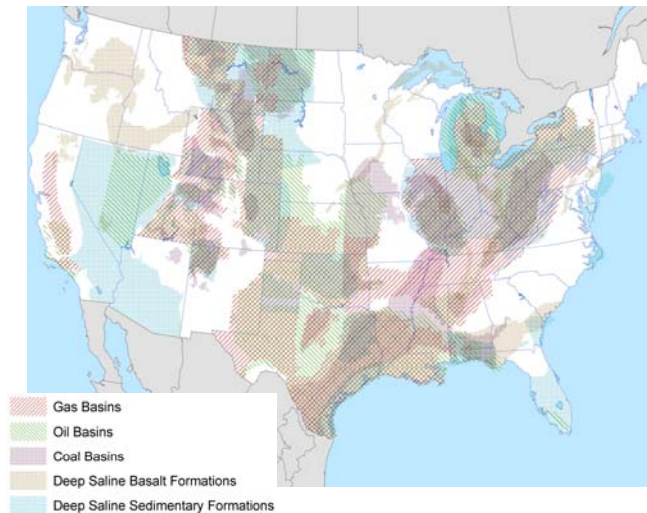 Gas Basins
Oil Basins
Coal Basins
Deep Saline Basalt Formations
Deep Saline Sedimentary Formations